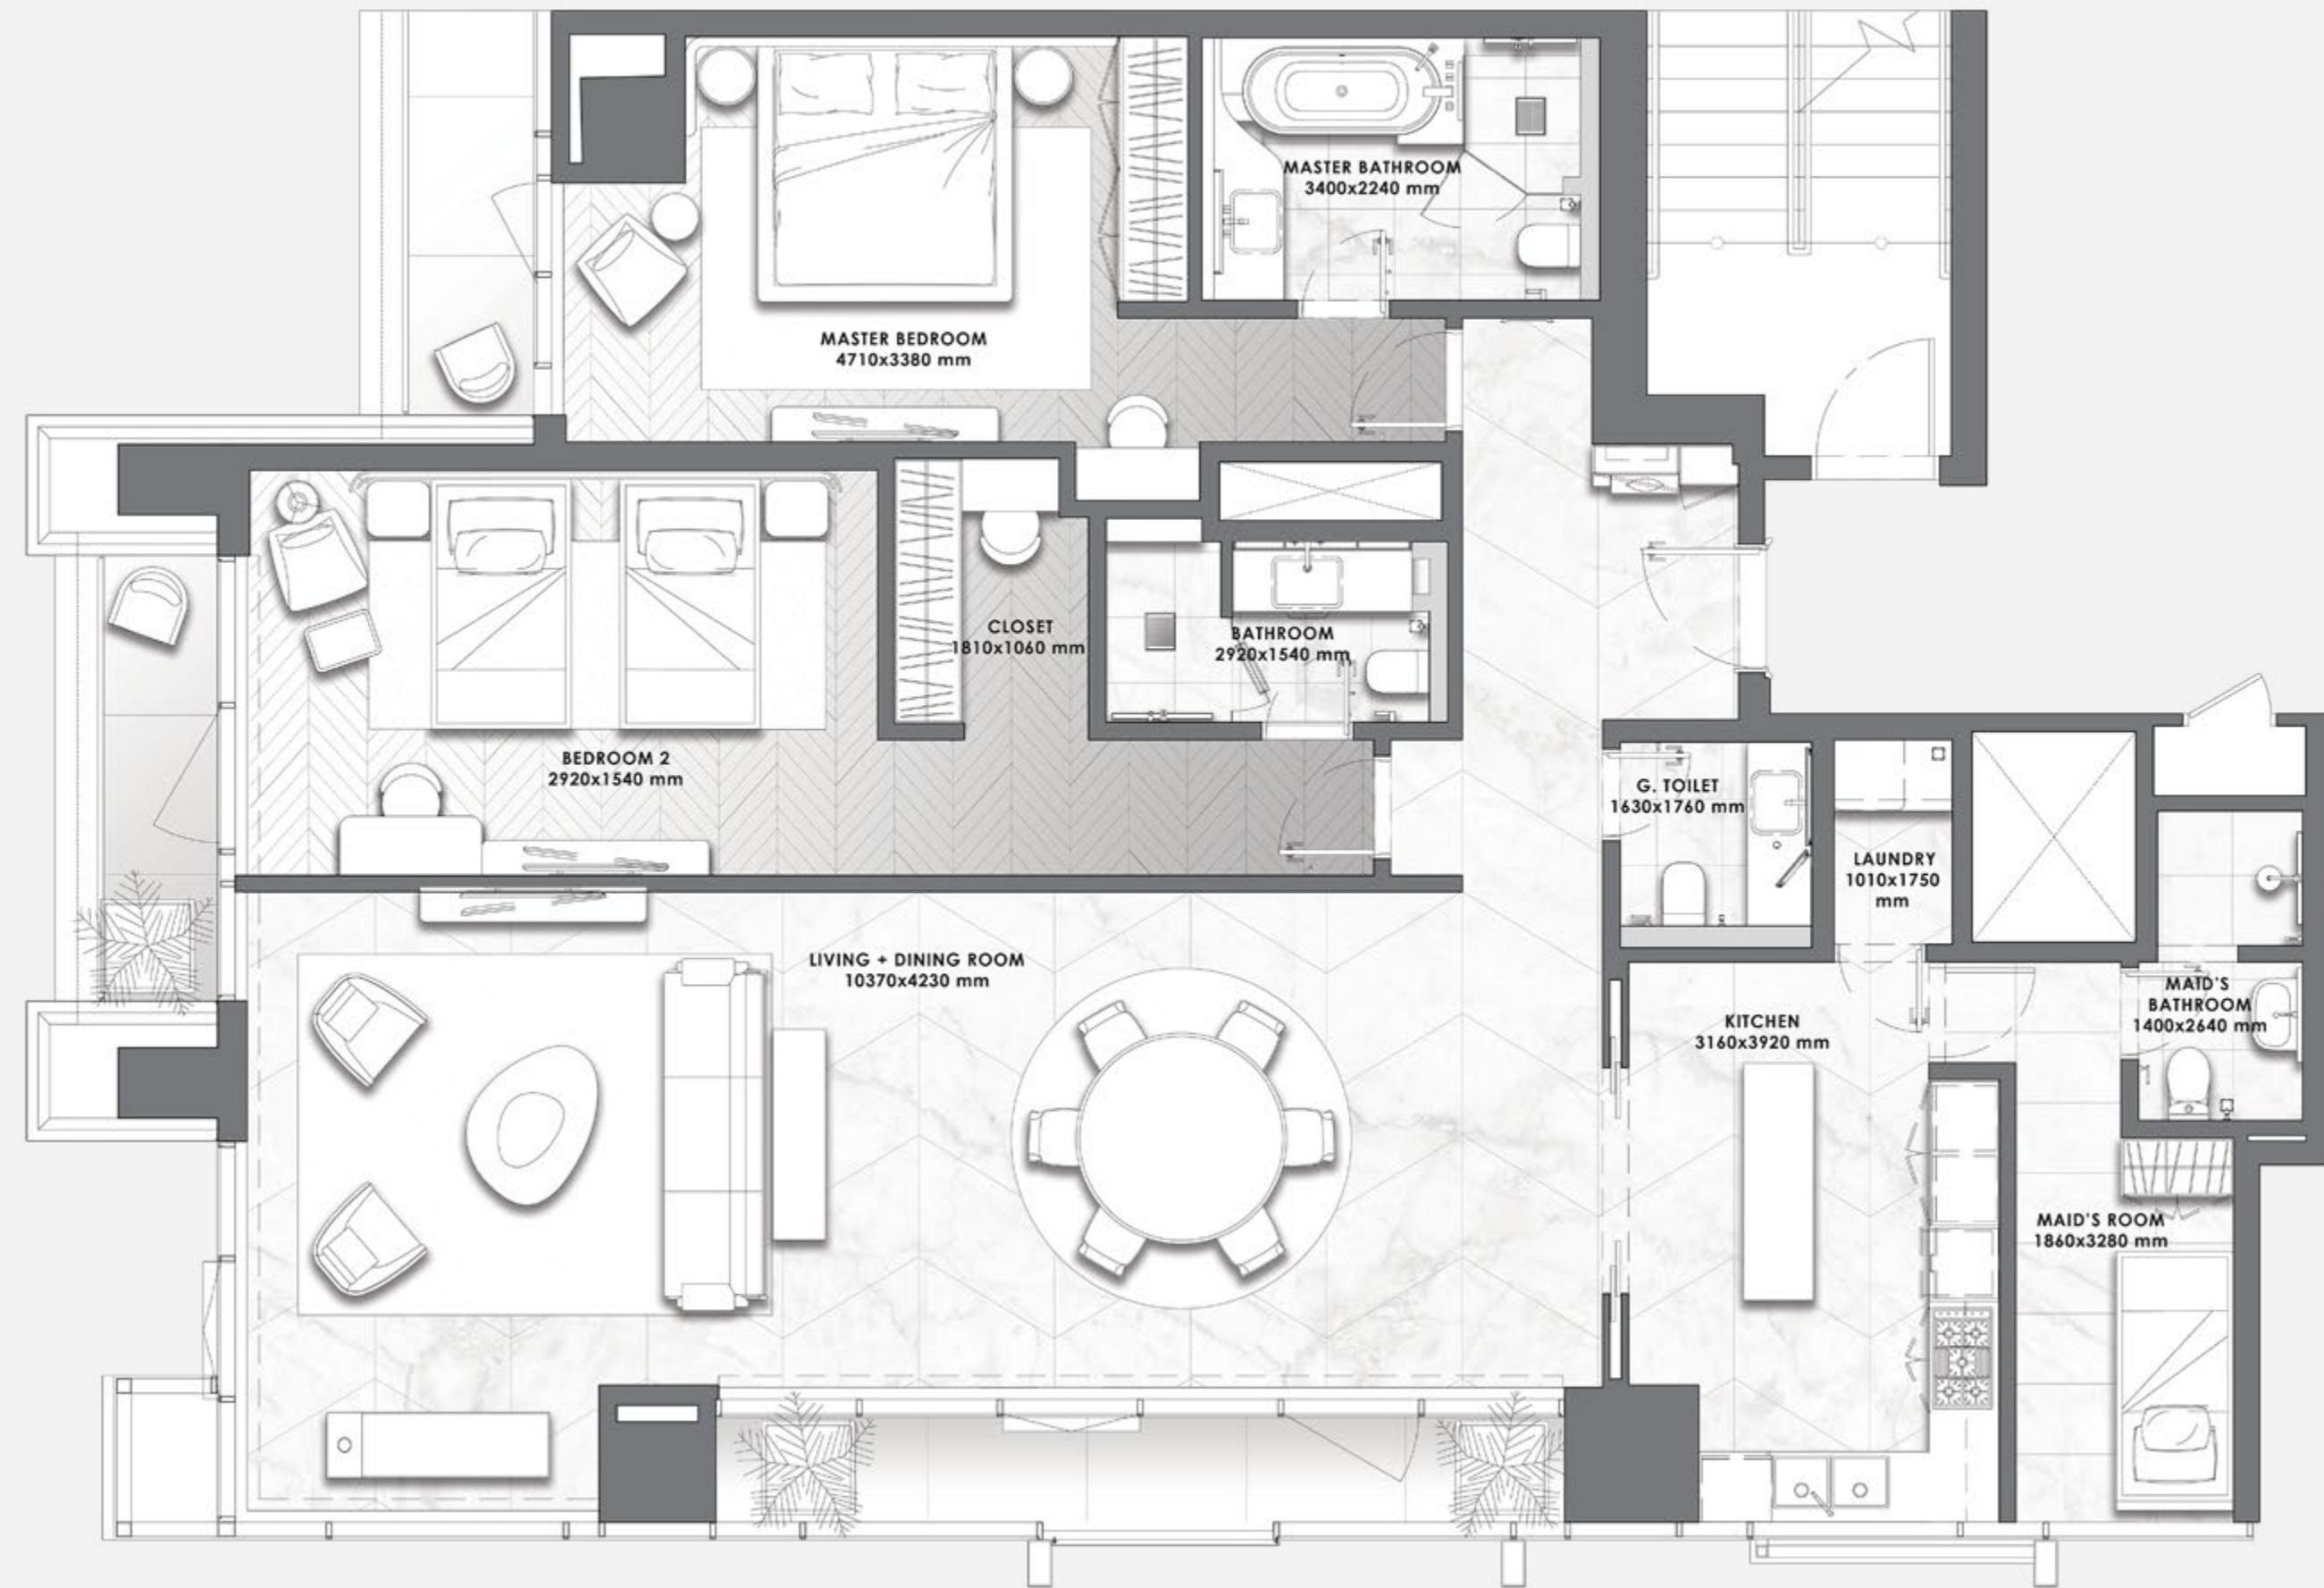 MASTER BATHROOM
3400x2240 mm
MASTER BEDROOM
4710x3380 mm
CLOSET
1810x1060 mm
BATHROOM
2920x1540 mm
BEDROOM 2
2920x1540 mm
G. TOILET
1630x1760 mm
LAUNDRY
1010x1750
mm
LIVING + DINING ROOM
10370x4230 mm
KITCHEN
3160x3920 mm
MAID'S
BATHROOM
1400x2640 mm
MAID'S ROOM
1860x3280 mm